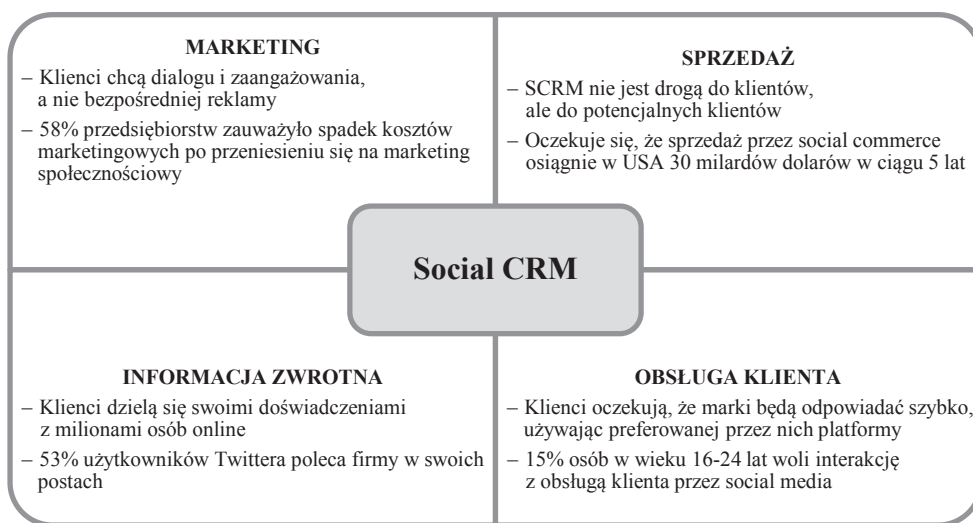 MARKETING
– Klienci chcą dialogu i zaangażowania,
a nie bezpośredniej reklamy
– 58% przedsiębiorstw zauważyło spadek kosztów
marketingowych po przeniesieniu się na marketing
społecznościowy
SPRZEDAŻ
– SCRM nie jest drogą do klientów,
ale do potencjalnych klientów
– Oczekuje się, że sprzedaż przez social commerce
osiągnie w USA 30 milardów dolarów w ciągu 5 lat
Social CRM
INFORMACJA ZWROTNA
– Klienci dzielą się swoimi doświadczeniami
z milionami osób online
– 53% użytkowników Twittera poleca firmy w swoich
postach
OBSŁUGA KLIENTA
– Klienci oczekują, że marki będą odpowiadać szybko,
używając preferowanej przez nich platformy
– 15% osób w wieku 16-24 lat woli interakcję
z obsługą klienta przez social media